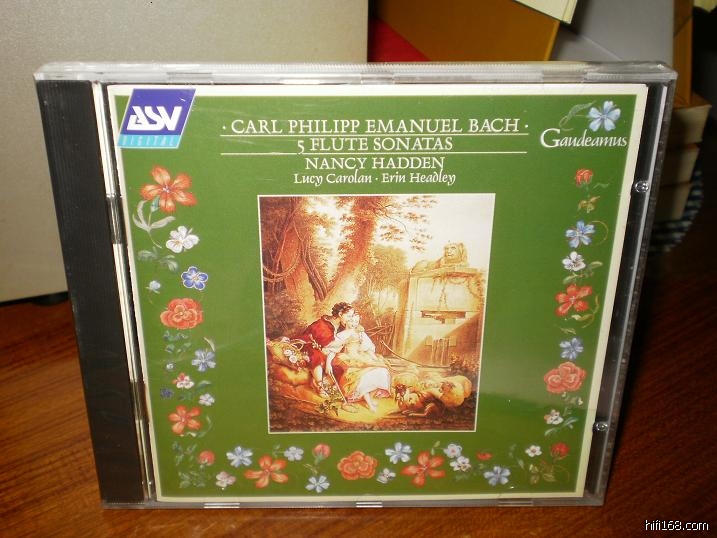 ASV
DIGITAL
· CARL PHILIPP EMANUEL BACH ·
5 FLUTE SONATAS
NANCY HADDEN
Lucy Carolan · Erin Headley
Gaudeamus
hifi168.com